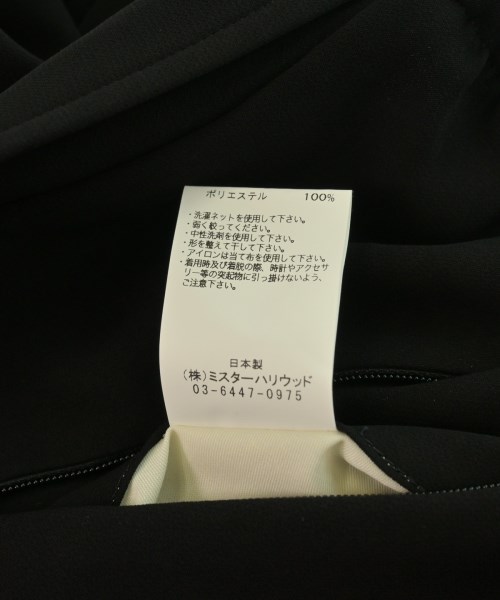 ポリエステル 100%
・洗濯ネットを使用して下さい。
・弱く絞ってください。
・中性洗剤を使用して下さい。
・形を整えて干して下さい。
・アイロンは当て布を使用して下さい。
・着用時及び着脱の際、時計やアクセサ
リー等の突起物に引っ掛けないよう、
ご注意下さい。
日本製
(株)ミスターハリウッド
03-6447-0975